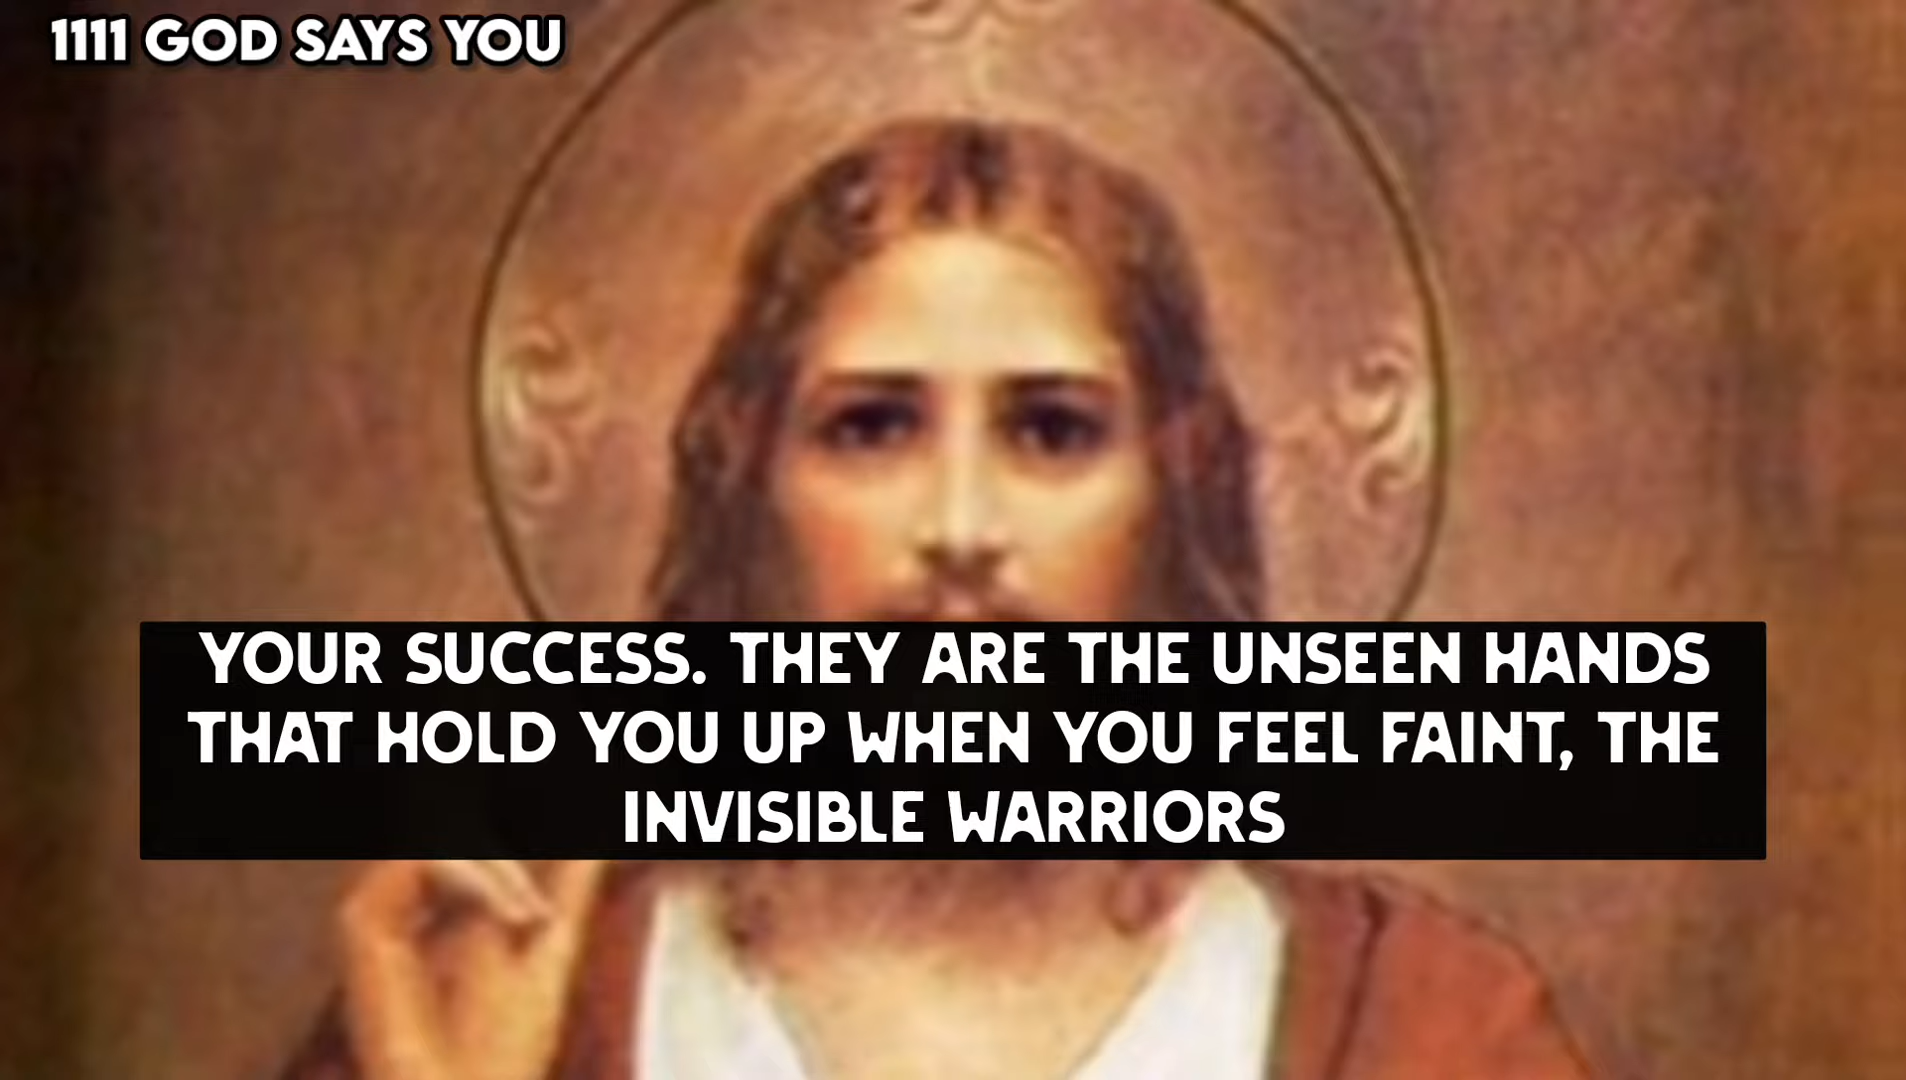 1111 GOD SAYS YOU
YOUR SUCCESS. THEY ARE THE UNSEEN HANDS
THAT HOLD YOU UP WHEN YOU FEEL FAINT, THE
INVISIBLE WARRIORS